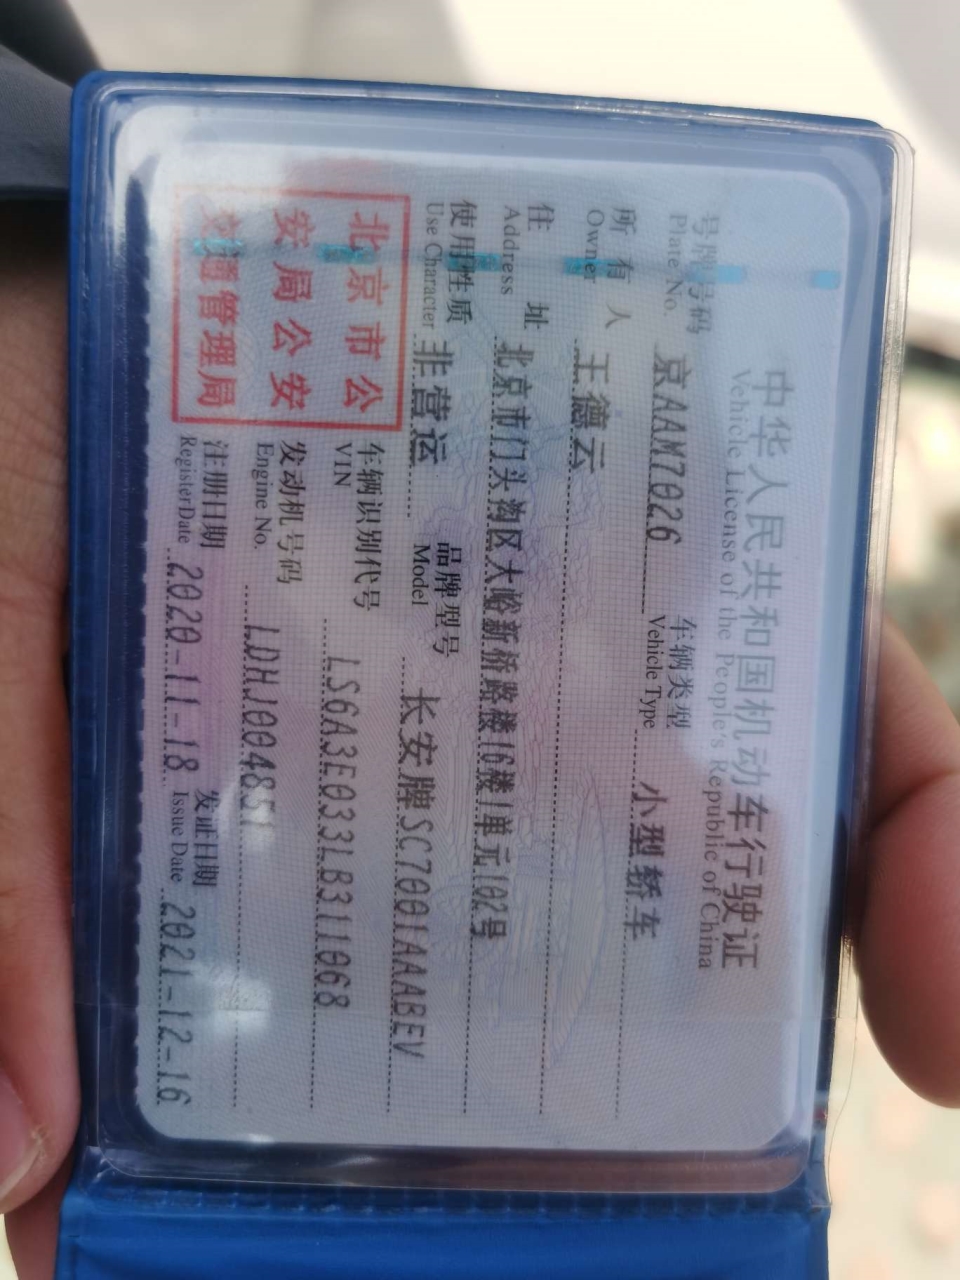 中华人民共和国机动车行驶证
Vehicle License of the People's Republic of China
号牌号码 京AAM7026 车辆类型 小型轿车
Plate No. Vehicle Type
所有人 王德云
Owner
住址 北京市门头沟区大峪新桥路楼16楼1单元102号
Address
使用性质 非营运 品牌型号 长安牌SC7001AAABEV
Use Character Model
北京市公
安局公安
交通管理局
车辆识别代号 LS6A3E033LB311068
VIN
发动机号码 LDHJ004857
Engine No.
注册日期 2020-11-18 发证日期 2021-12-16
Register Date Issue Date